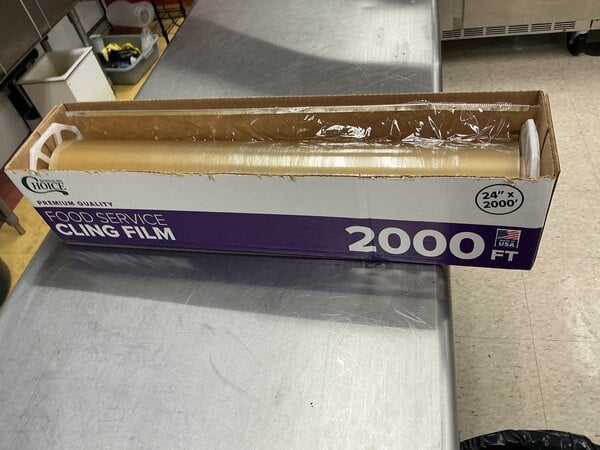 CHOICE
PREMIUM QUALITY
FOOD SERVICE
CLING FILM
24" x
2000'
2000
FT
USA